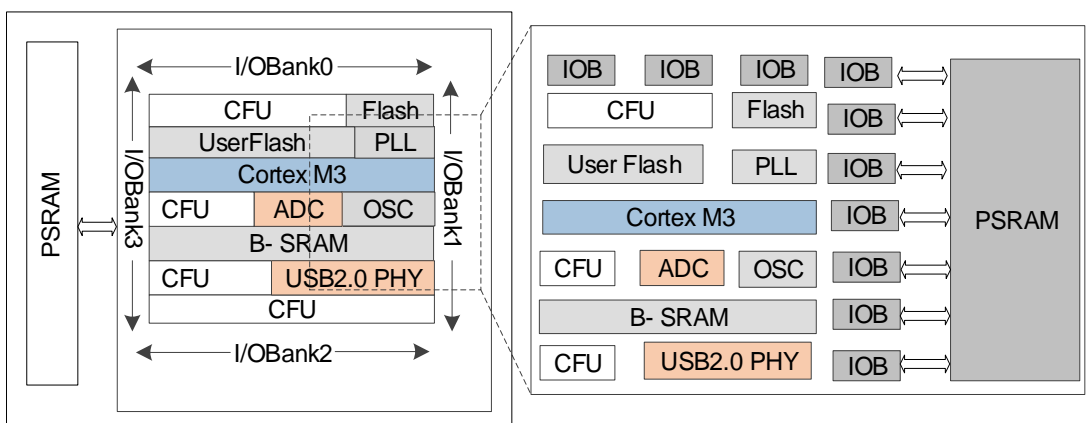 PSRAM
I/OBank0
I/OBank3
I/OBank1
CFU Flash
UserFlash PLL
Cortex M3
CFU ADC OSC
B- SRAM
CFU USB2.0 PHY
CFU
I/OBank2
IOB IOB IOB IOB
CFU Flash IOB
User Flash PLL IOB
Cortex M3 IOB
CFU ADC OSC IOB
B- SRAM IOB
CFU USB2.0 PHY IOB
PSRAM